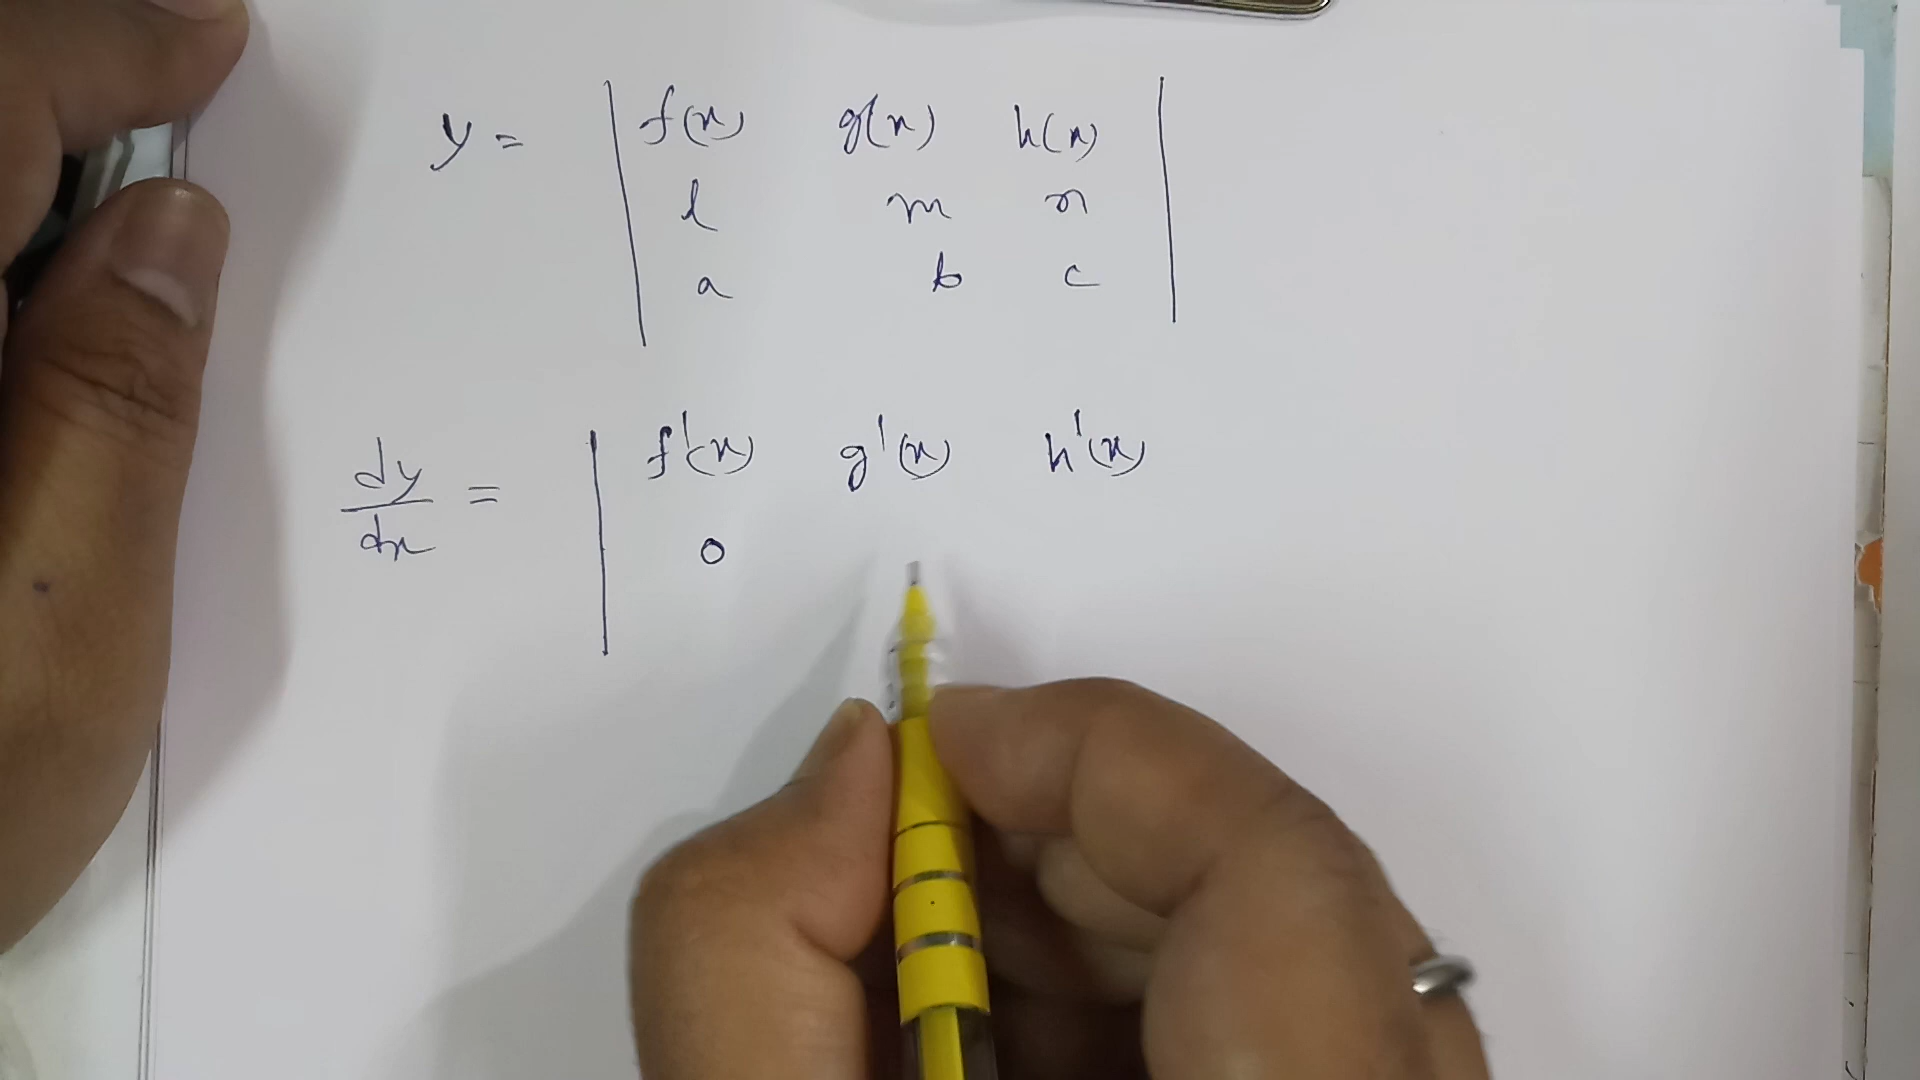 y = | f(x) g(x) h(x) |
l m n
a b c
dy/dx = | f'(x) g'(x) h'(x)
0